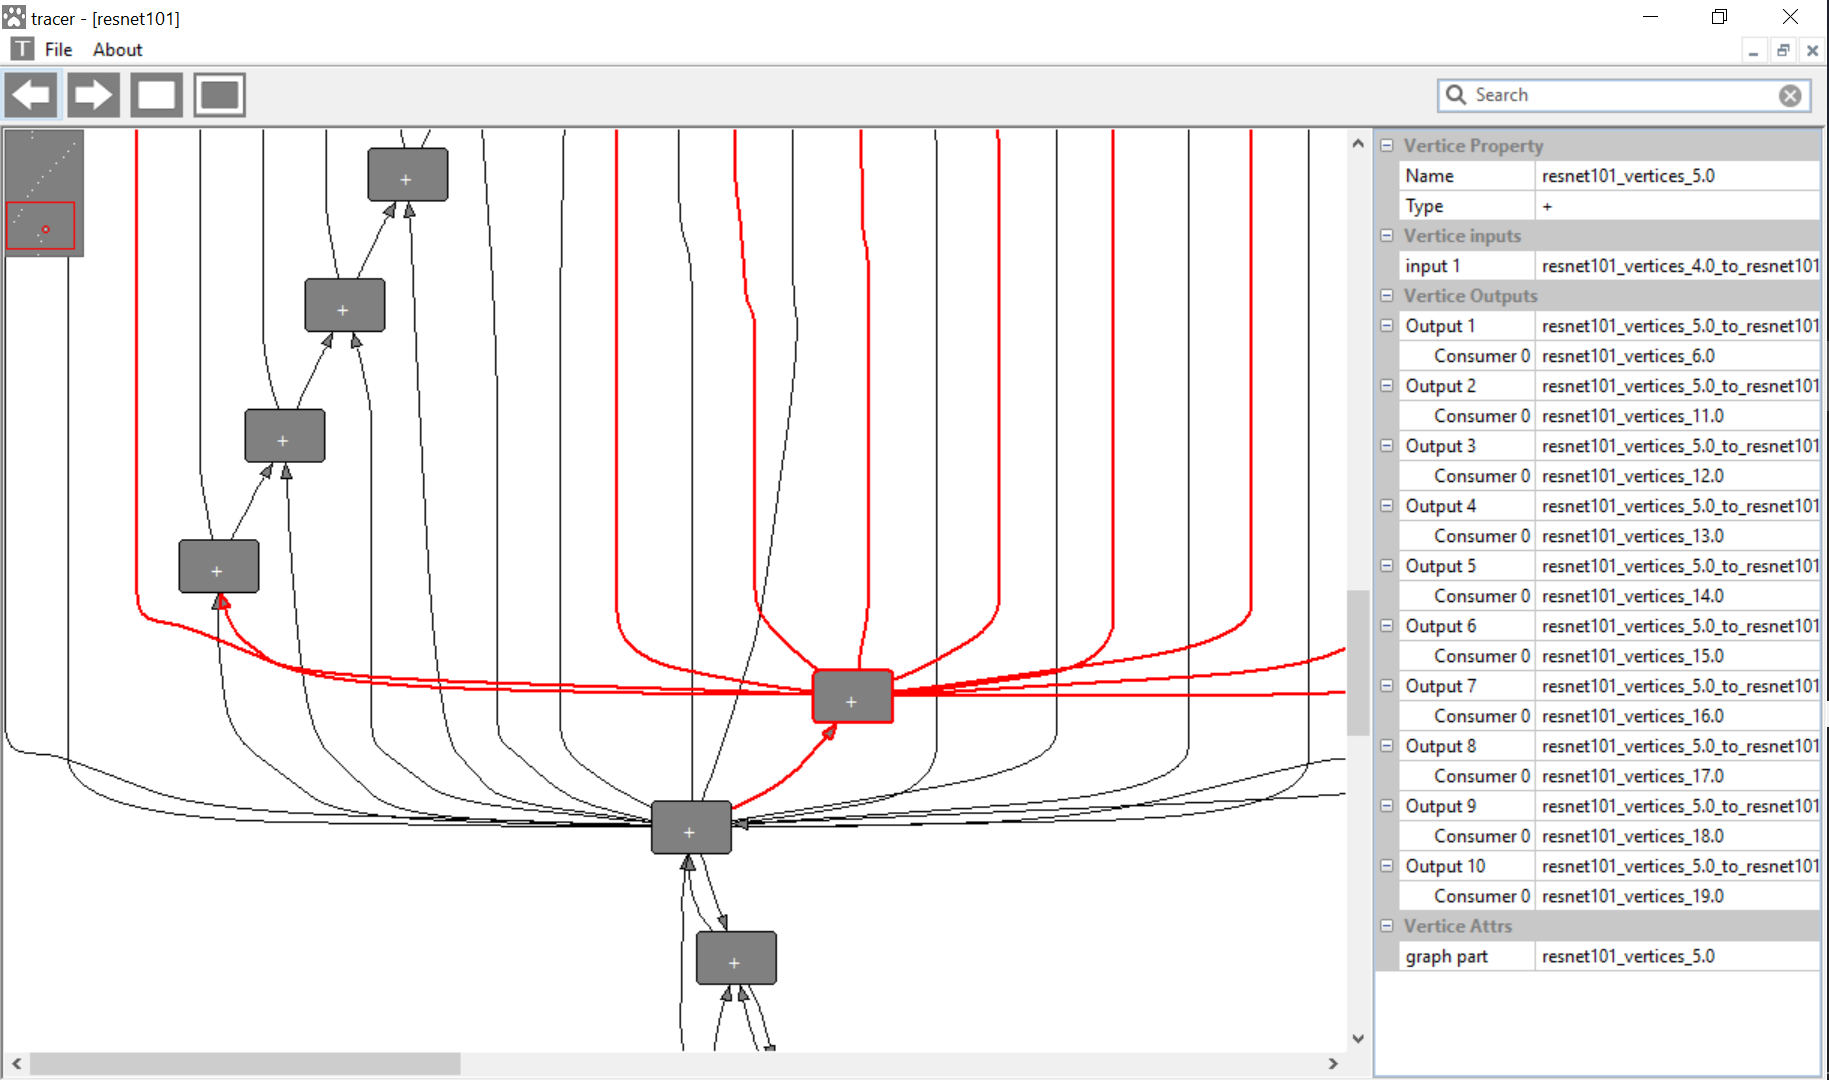 tracer - [resnet101]
T File About
Search
Vertice Property
Name resnet101_vertices_5.0
Type +
Vertice inputs
input 1 resnet101_vertices_4.0_to_resnet101
Vertice Outputs
Output 1 resnet101_vertices_5.0_to_resnet101
Consumer 0 resnet101_vertices_6.0
Output 2 resnet101_vertices_5.0_to_resnet101
Consumer 0 resnet101_vertices_11.0
Output 3 resnet101_vertices_5.0_to_resnet101
Consumer 0 resnet101_vertices_12.0
Output 4 resnet101_vertices_5.0_to_resnet101
Consumer 0 resnet101_vertices_13.0
Output 5 resnet101_vertices_5.0_to_resnet101
Consumer 0 resnet101_vertices_14.0
Output 6 resnet101_vertices_5.0_to_resnet101
Consumer 0 resnet101_vertices_15.0
Output 7 resnet101_vertices_5.0_to_resnet101
Consumer 0 resnet101_vertices_16.0
Output 8 resnet101_vertices_5.0_to_resnet101
Consumer 0 resnet101_vertices_17.0
Output 9 resnet101_vertices_5.0_to_resnet101
Consumer 0 resnet101_vertices_18.0
Output 10 resnet101_vertices_5.0_to_resnet101
Consumer 0 resnet101_vertices_19.0
Vertice Attrs
graph part resnet101_vertices_5.0
+
+
+
+
+
+
+